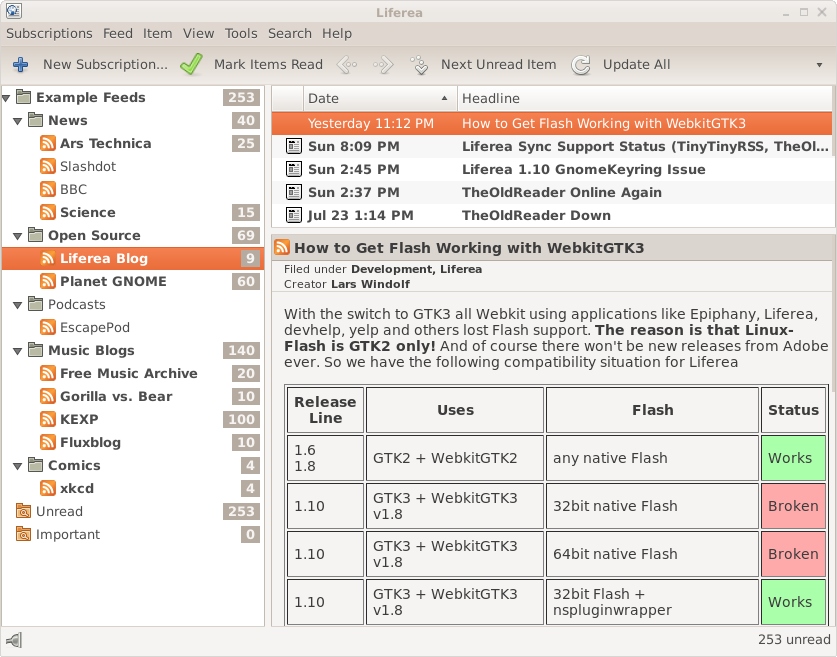 Liferea
Subscriptions Feed Item View Tools Search Help
New Subscription... Mark Items Read Next Unread Item Update All
Example Feeds 253
News 40
Ars Technica 25
Slashdot
BBC
Science 15
Open Source 69
Liferea Blog 9
Planet GNOME 60
Podcasts
EscapePod
Music Blogs 140
Free Music Archive 20
Gorilla vs. Bear 10
KEXP 100
Fluxblog 10
Comics 4
xkcd 4
Unread 253
Important 0
Date Headline
Yesterday 11:12 PM How to Get Flash Working with WebkitGTK3
Sun 8:09 PM Liferea Sync Support Status (TinyTinyRSS, TheOl...
Sun 2:45 PM Liferea 1.10 GnomeKeyring Issue
Sun 2:37 PM TheOldReader Online Again
Jul 23 1:14 PM TheOldReader Down
How to Get Flash Working with WebkitGTK3
Filed under Development, Liferea
Creator Lars Windolf
With the switch to GTK3 all Webkit using applications like Epiphany, Liferea,
devhelp, yelp and others lost Flash support. The reason is that Linux-
Flash is GTK2 only! And of course there won't be new releases from Adobe
ever. So we have the following compatibility situation for Liferea
Release
Line
Uses Flash Status
1.6
1.8
GTK2 + WebkitGTK2 any native Flash Works
1.10
GTK3 + WebkitGTK3
v1.8
32bit native Flash Broken
1.10
GTK3 + WebkitGTK3
v1.8
64bit native Flash Broken
1.10
GTK3 + WebkitGTK3
v1.8
32bit Flash +
nspluginwrapper
Works
253 unread